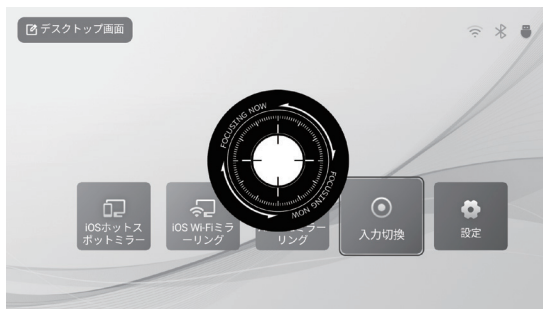 デスクトップ画面
FOCUSING NOW
FOCUSING NOW
iOSホットス
ポットミラー
iOS Wi-Fiミラ
ーリング
ミラー
リング
入力切換
設定